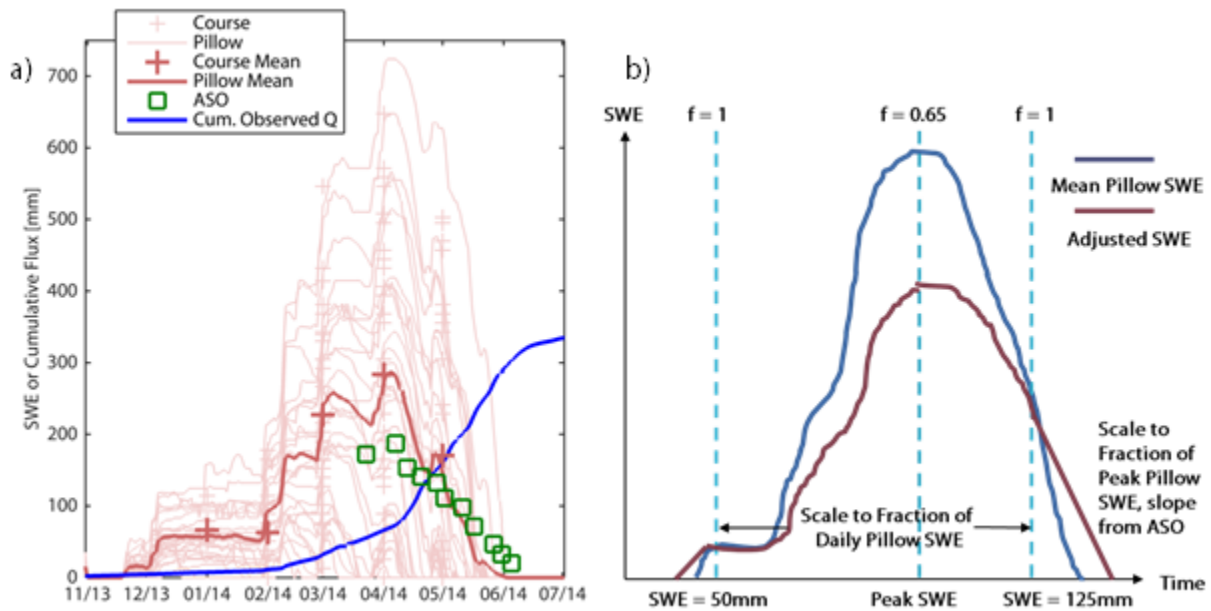 a)
Course
Pillow
Course Mean
Pillow Mean
ASO
Cum. Observed Q
SWE or Cumulative Flux [mm]
700
600
500
400
300
200
100
0
11/13 12/13 01/14 02/14 03/14 04/14 05/14 06/14 07/14
b)
SWE
f = 1
f = 0.65
f = 1
Mean Pillow SWE
Adjusted SWE
Scale to Fraction of
Daily Pillow SWE
Scale to
Fraction of
Peak Pillow
SWE, slope
from ASO
Time
SWE = 50mm
Peak SWE
SWE = 125mm